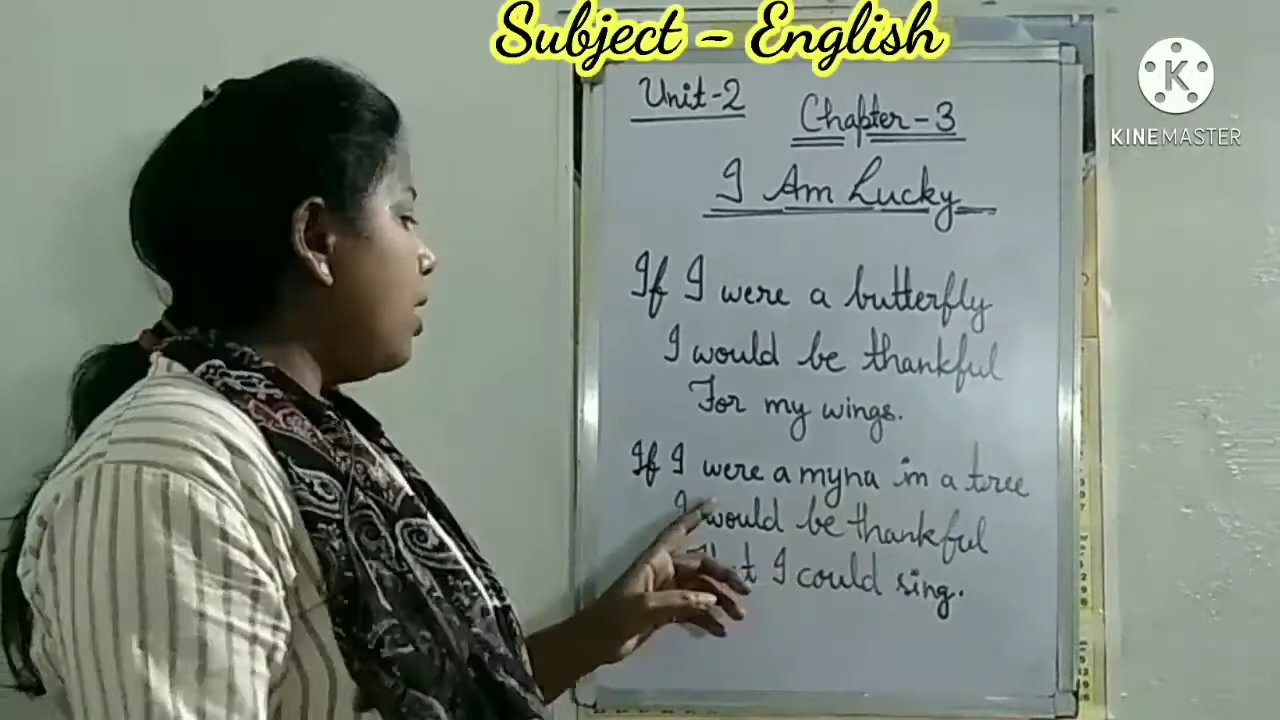 Subject - English
K
KINEMASTER
Unit-2
Chapter-3
I Am Lucky
If I were a butterfly
I would be thankful
For my wings.
If I were a myna in a tree
I would be thankful
That I could sing.